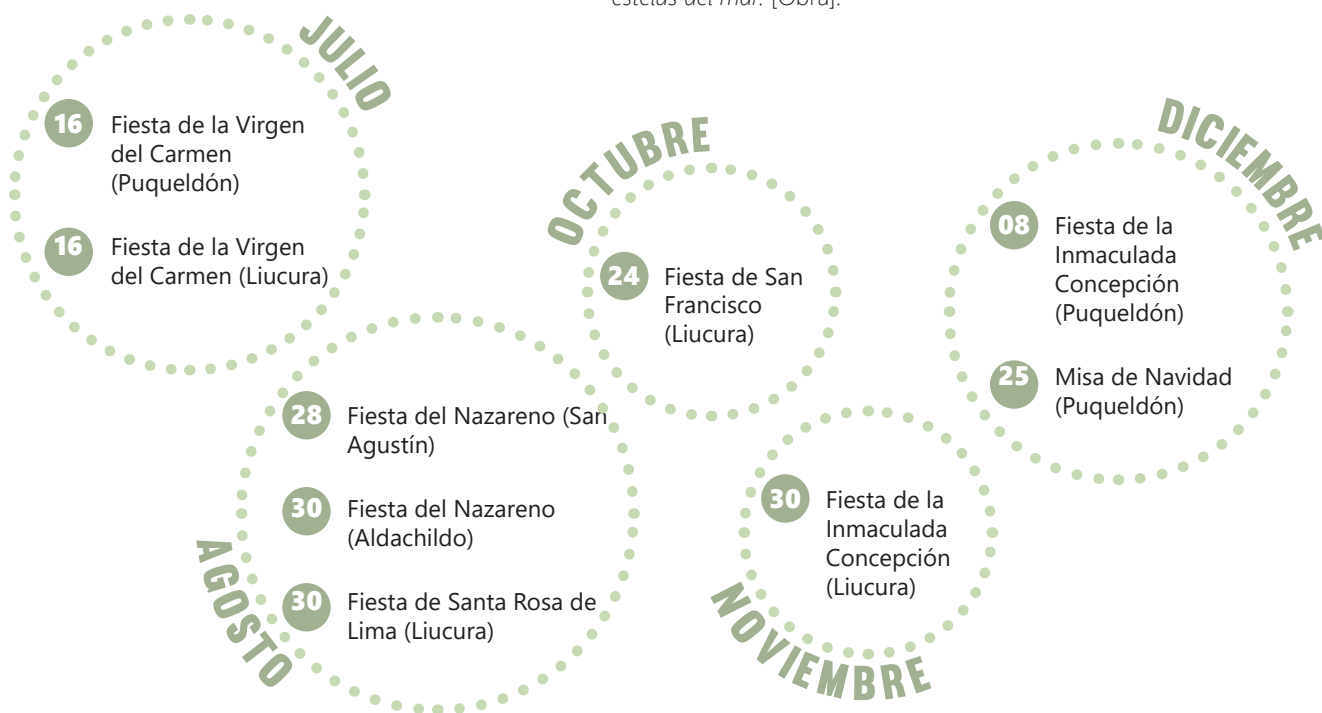 estelas del mar. [Obra].
JULIO
16
Fiesta de la Virgen
del Carmen
(Puqueldón)
16
Fiesta de la Virgen
del Carmen (Liucura)
AGOSTO
28
Fiesta del Nazareno (San
Agustín)
30
Fiesta del Nazareno
(Aldachildo)
30
Fiesta de Santa Rosa de
Lima (Liucura)
OCTUBRE
24
Fiesta de San
Francisco
(Liucura)
NOVIEMBRE
30
Fiesta de la
Inmaculada
Concepción
(Liucura)
DICIEMBRE
08
Fiesta de la
Inmaculada
Concepción
(Puqueldón)
25
Misa de Navidad
(Puqueldón)